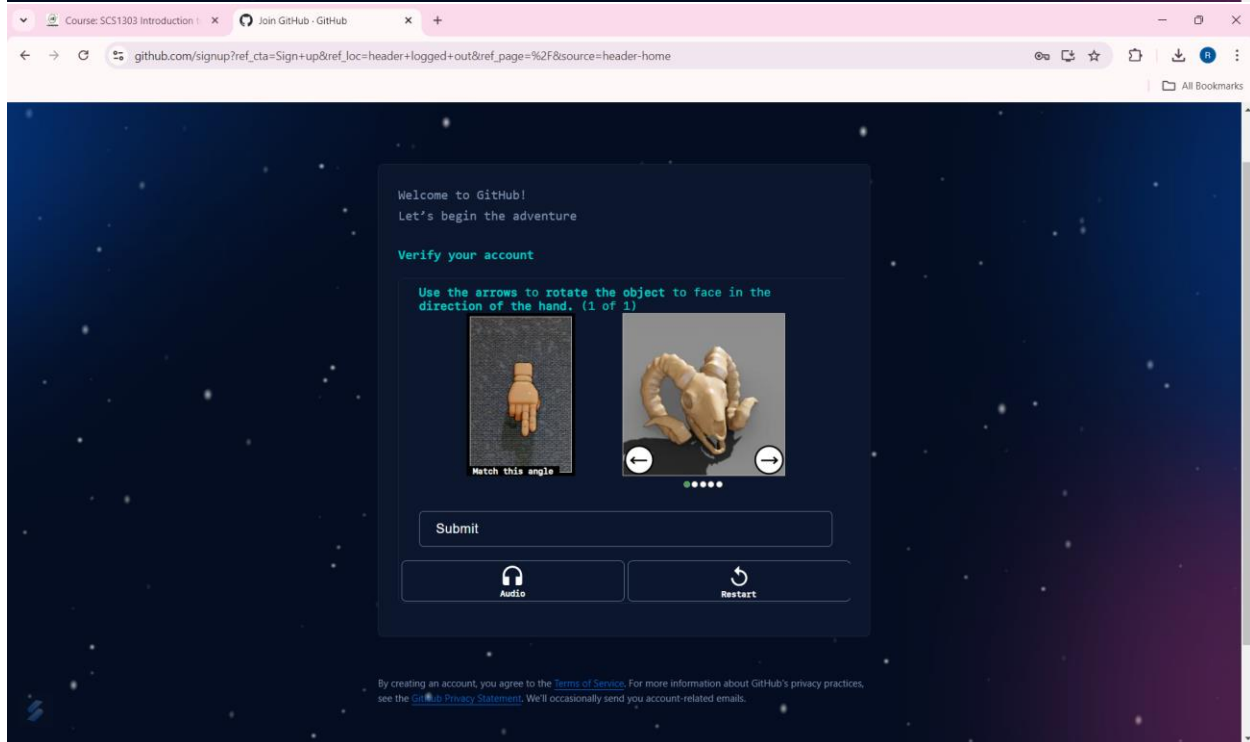 Course: SCS1303 Introduction t
Join GitHub · GitHub
github.com/signup?ref_cta=Sign+up&ref_loc=header+logged+out&ref_page=%2F&source=header-home
B
All Bookmarks
Welcome to GitHub!
Let's begin the adventure
Verify your account
Use the arrows to rotate the object to face in the
direction of the hand. (1 of 1)
Match this angle
Submit
Audio
Restart
By creating an account, you agree to the Terms of Service. For more information about GitHub's privacy practices,
see the GitHub Privacy Statement. We'll occasionally send you account-related emails.